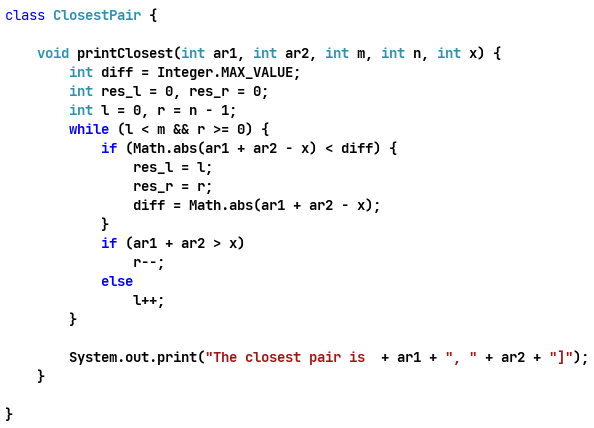 class ClosestPair {
void printClosest(int ar1, int ar2, int m, int n, int x) {
int diff = Integer.MAX_VALUE;
int res_l = 0, res_r = 0;
int l = 0, r = n - 1;
while (l < m && r >= 0) {
if (Math.abs(ar1 + ar2 - x) < diff) {
res_l = l;
res_r = r;
diff = Math.abs(ar1 + ar2 - x);
}
if (ar1 + ar2 > x)
r--;
else
l++;
}
System.out.print("The closest pair is  + ar1 + ", " + ar2 + "]");
}
}